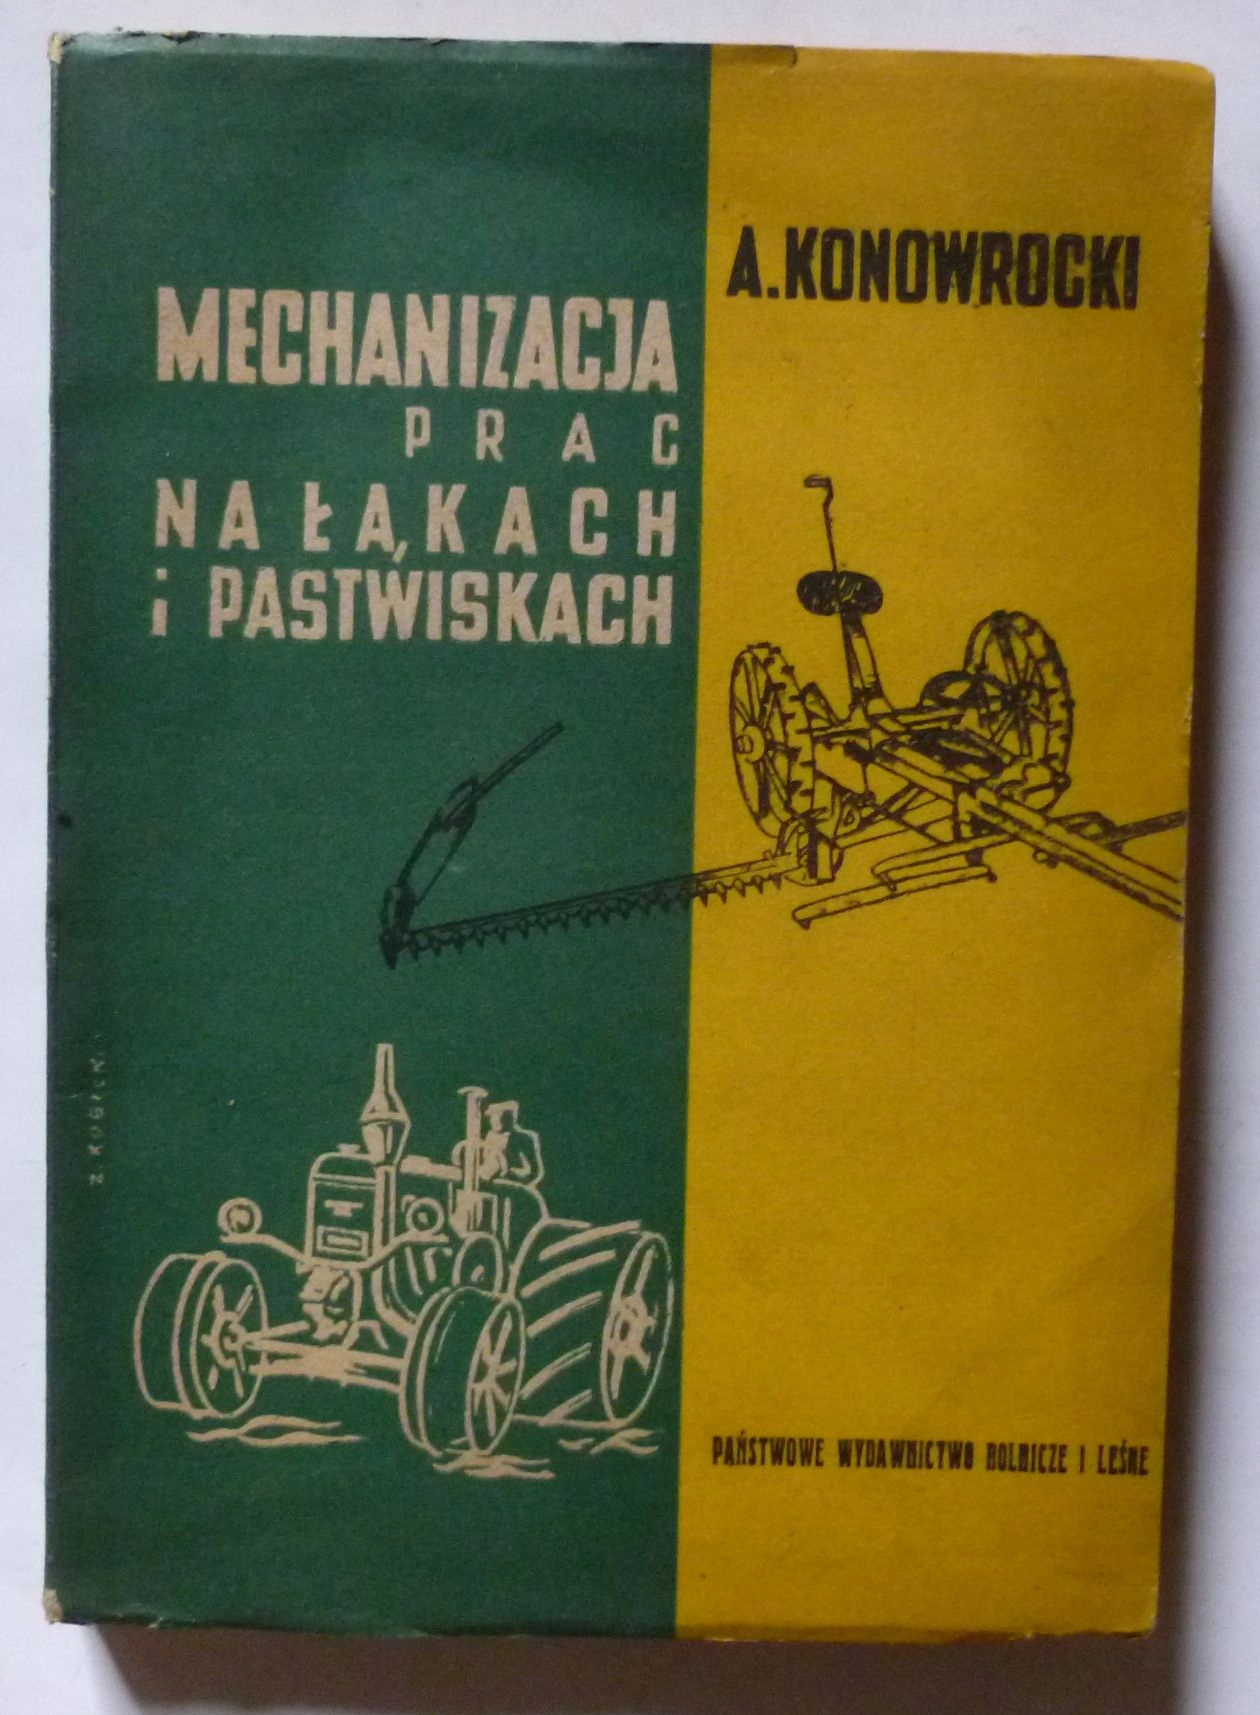 A. KONOWROCKI
MECHANIZACJA
PRAC
NA ŁĄKACH
i PASTWISKACH
PAŃSTWOWE WYDAWNICTWO ROLNICZE I LEŚNE